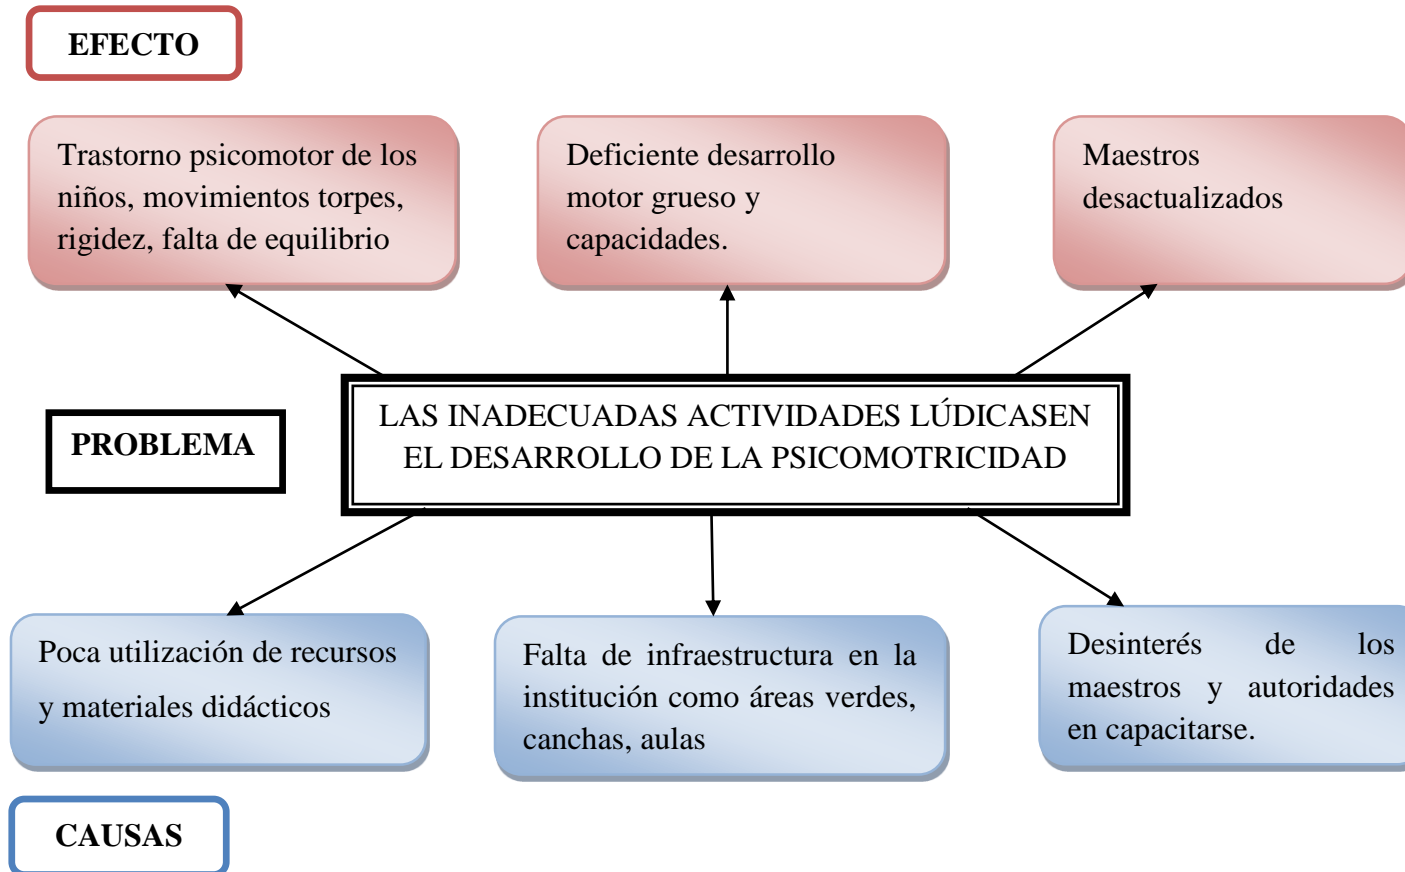 EFECTO
Trastorno psicomotor de los
niños, movimientos torpes,
rigidez, falta de equilibrio
Deficiente desarrollo
motor grueso y
capacidades.
Maestros
desactualizados
PROBLEMA
LAS INADECUADAS ACTIVIDADES LÚDICASEN
EL DESARROLLO DE LA PSICOMOTRICIDAD
Poca utilización de recursos
y materiales didácticos
Falta de infraestructura en la
institución como áreas verdes,
canchas, aulas
Desinterés de los
maestros y autoridades
en capacitarse.
CAUSAS